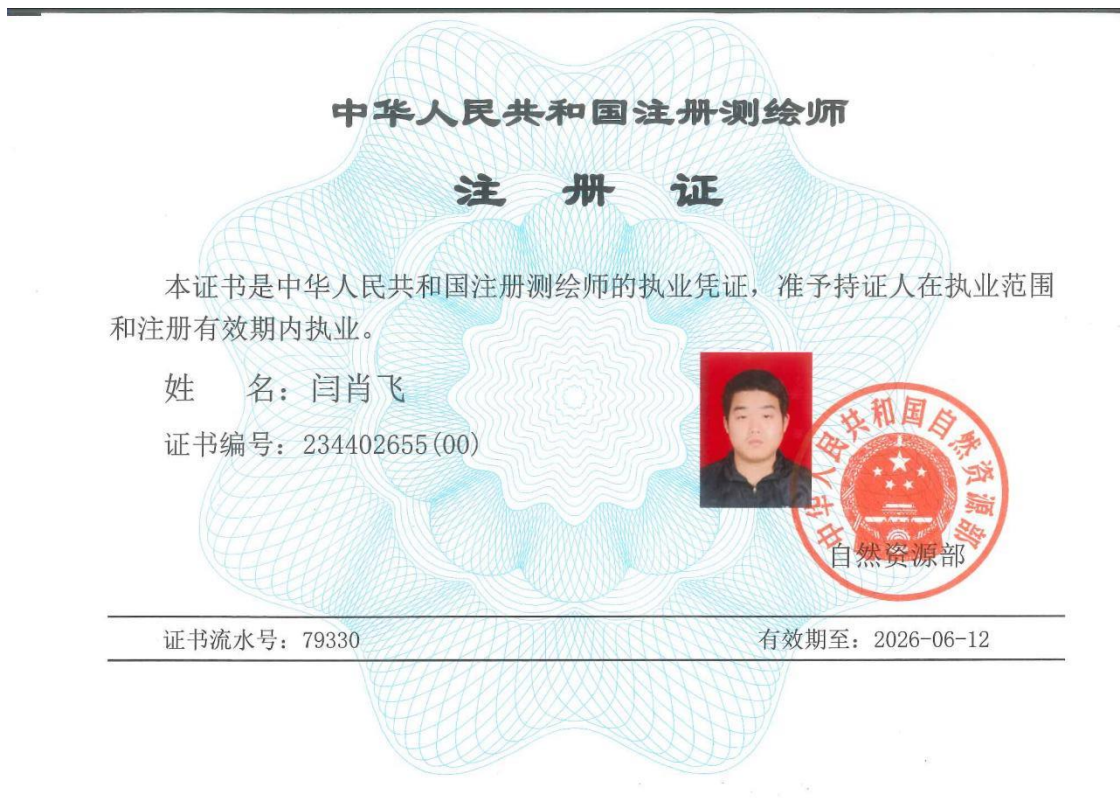 中华人民共和国注册测绘师
注 册 证
本证书是中华人民共和国注册测绘师的执业凭证，准予持证人在执业范围
和注册有效期内执业。
姓 名：闫肖飞
证书编号：234402655(00)
中华人民共和国自然资源部
自然资源部
证书流水号：79330
有效期至：2026-06-12